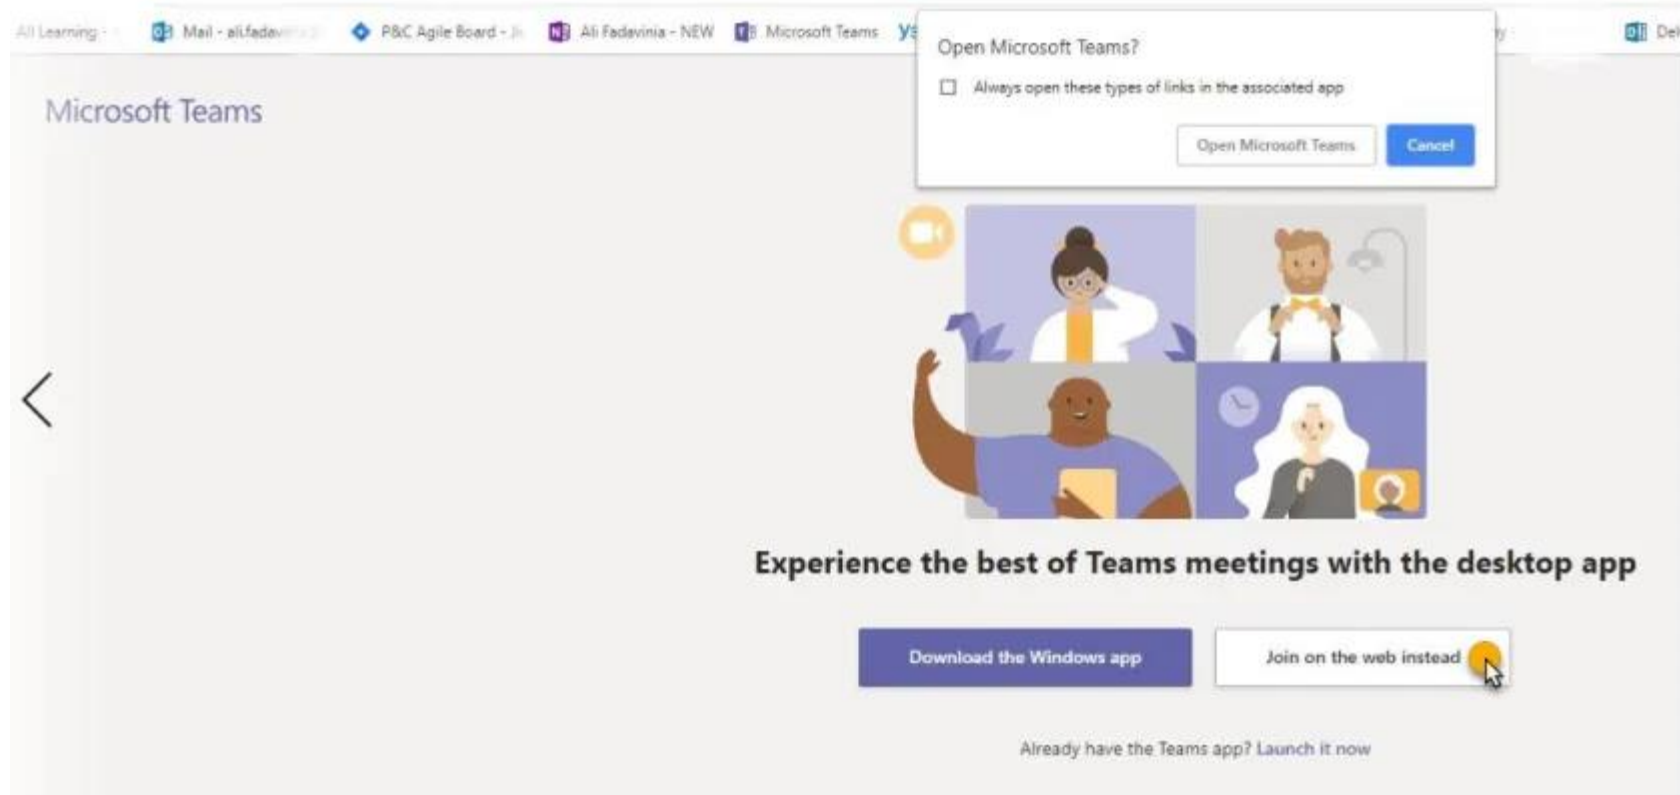 All Learning -
Mail - ali.fadav
P&C Agile Board - Ji
Ali Fadavinia - NEW
Microsoft Teams
Open Microsoft Teams?
Always open these types of links in the associated app
Open Microsoft Teams
Cancel
Microsoft Teams
Experience the best of Teams meetings with the desktop app
Download the Windows app
Join on the web instead
Already have the Teams app? Launch it now